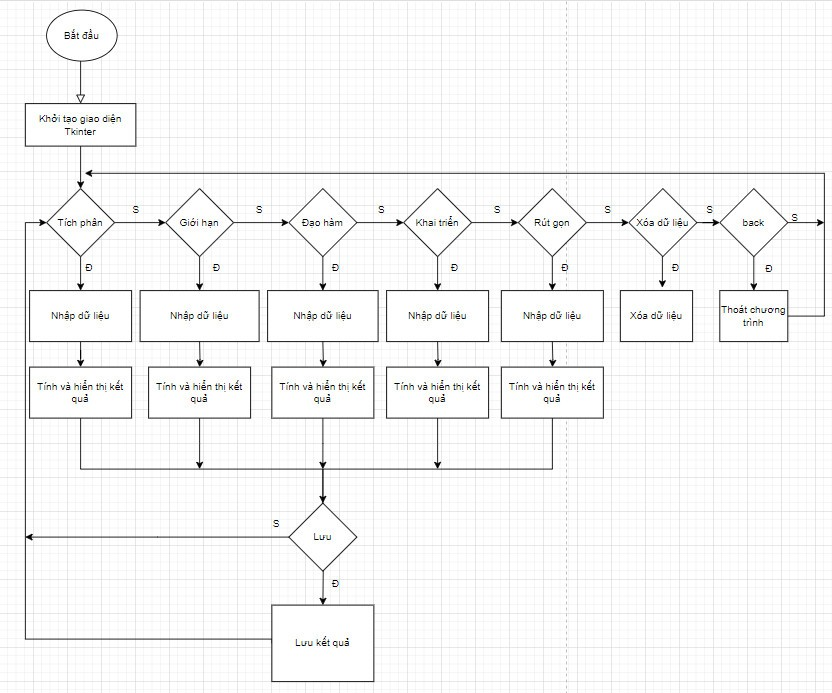 Bắt đầu
Khởi tạo giao diện
Tkinter
Tích phân
S
Giới hạn
S
Đạo hàm
S
Khai triển
S
Rút gọn
S
Xóa dữ liệu
S
back
S
Đ
Đ
Đ
Đ
Đ
Đ
Đ
Nhập dữ liệu
Nhập dữ liệu
Nhập dữ liệu
Nhập dữ liệu
Nhập dữ liệu
Xóa dữ liệu
Thoát chương
trình
Tính và hiển thị kết
quả
Tính và hiển thị kết
quả
Tính và hiển thị kết
quả
Tính và hiển thị kết
quả
Tính và hiển thị kết
quả
S
Lưu
Đ
Lưu kết quả